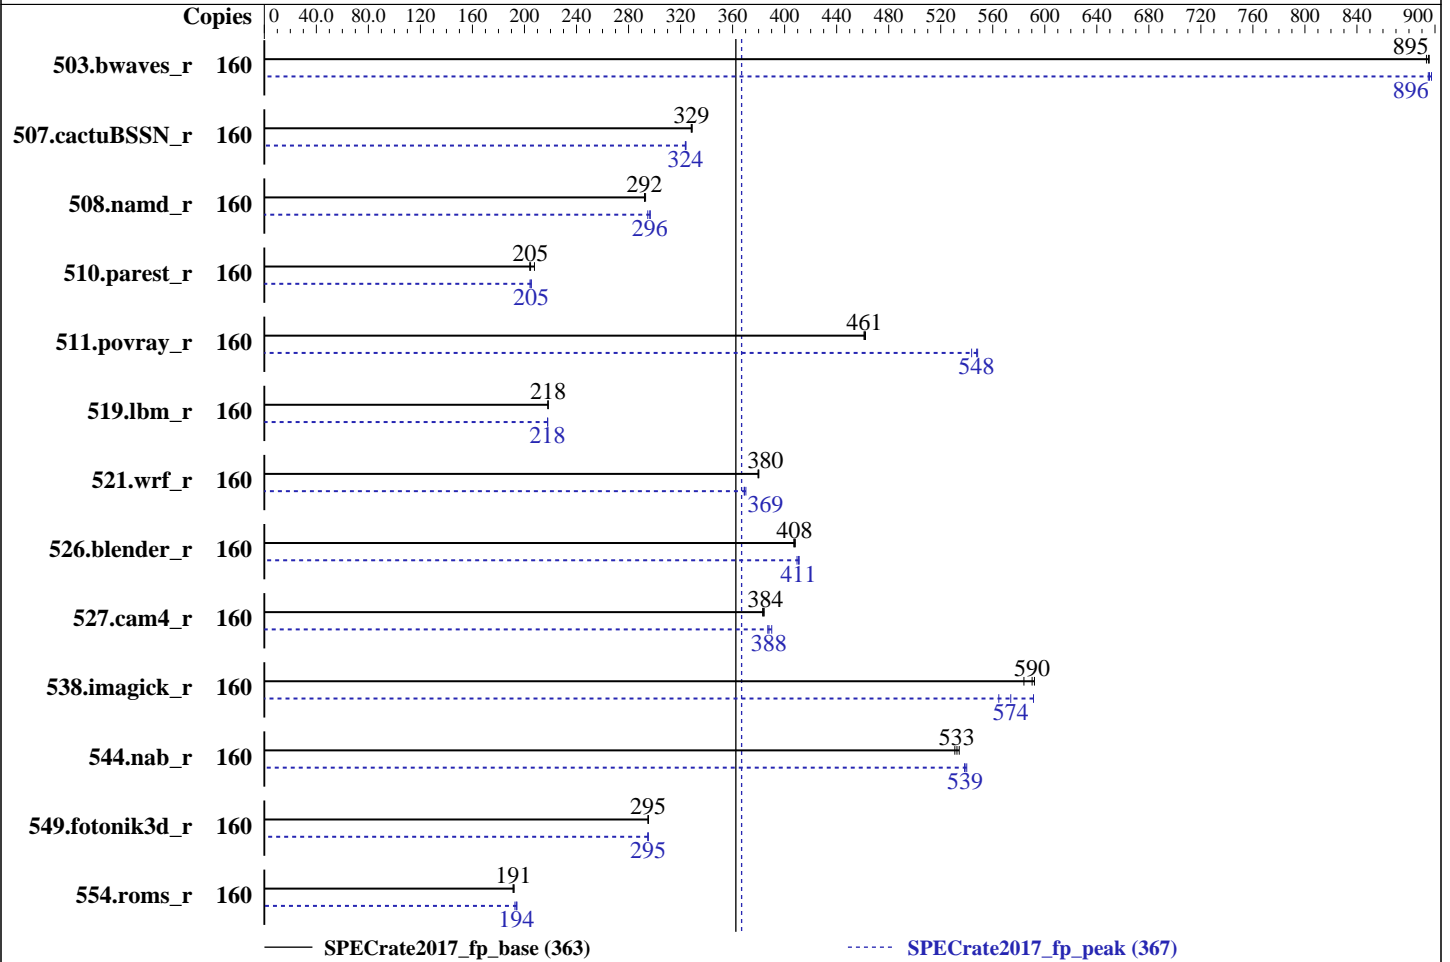 Copies 0 40.0 80.0 120 160 200 240 280 320 360 400 440 480 520 560 600 640 680 720 760 800 840 900
503.bwaves_r 160 895
896
507.cactuBSSN_r 160 329
324
508.namd_r 160 292
296
510.parest_r 160 205
205
511.povray_r 160 461
548
519.lbm_r 160 218
218
521.wrf_r 160 380
369
526.blender_r 160 408
411
527.cam4_r 160 384
388
538.imagick_r 160 590
574
544.nab_r 160 533
539
549.fotonik3d_r 160 295
295
554.roms_r 160 191
194
SPECrate2017_fp_base (363) SPECrate2017_fp_peak (367)